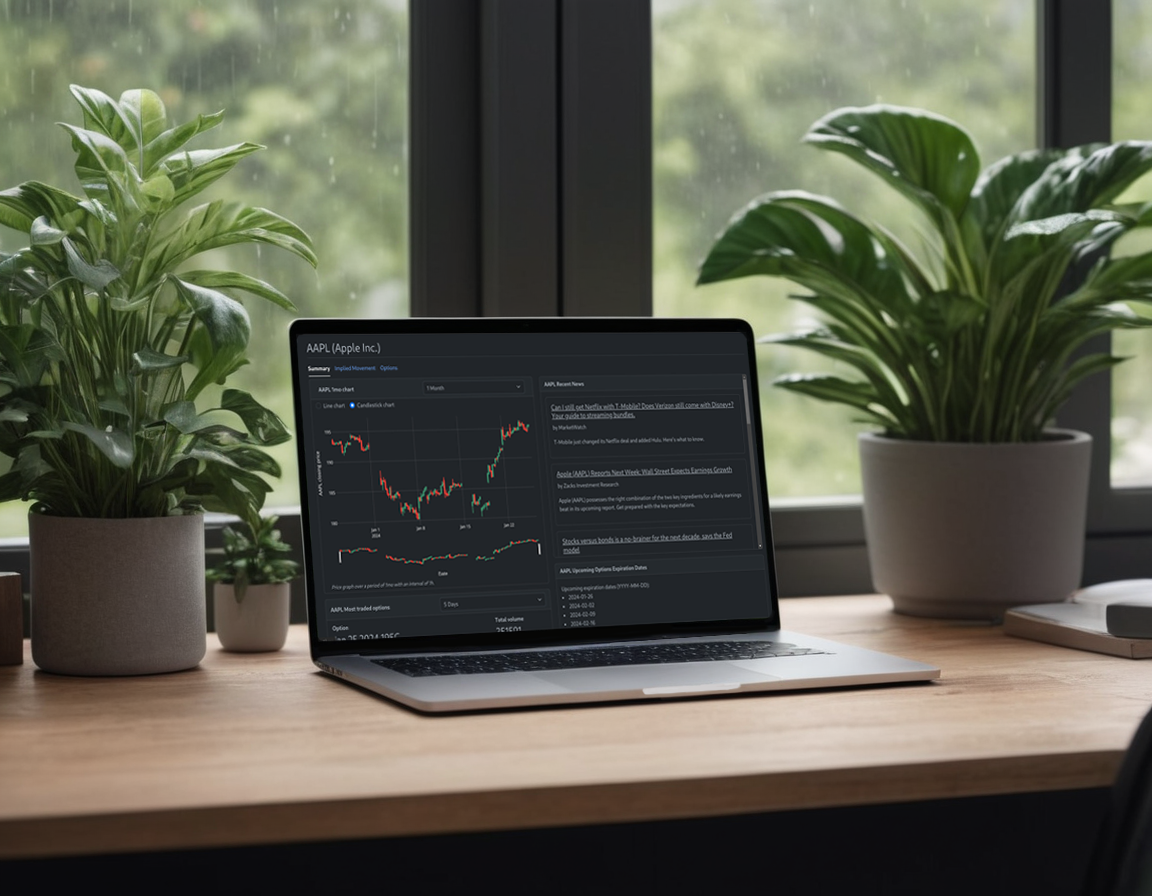 AAPL (Apple Inc.)
Summary Implied Movement Options
AAPL 1mo chart
1 Month
Line chart Candlestick chart
AAPL closing price
195
190
185
180
Jan 1
2024
Jan 8
Jan 15
Jan 22
Date
Price graph over a period of 1mo with an interval of 1h.
AAPL Most traded options
5 Days
Option
Total volume
251501
AAPL Recent News
Can I still get Netflix with T-Mobile? Does Verizon still come with Disney+?
Your guide to streaming bundles.
by MarketWatch
T-Mobile just changed its Netflix deal and added Hulu. Here's what to know.
Apple (AAPL) Reports Next Week: Wall Street Expects Earnings Growth
by Zacks Investment Research
Apple (AAPL) possesses the right combination of the two key ingredients for a likely earnings
beat in its upcoming report. Get prepared with the key expectations.
Stocks versus bonds is a no-brainer for the next decade, says the Fed
model
AAPL Upcoming Options Expiration Dates
Upcoming expiration dates (YYYY-MM-DD)
• 2024-01-26
• 2024-02-02
• 2024-02-09
• 2024-02-16